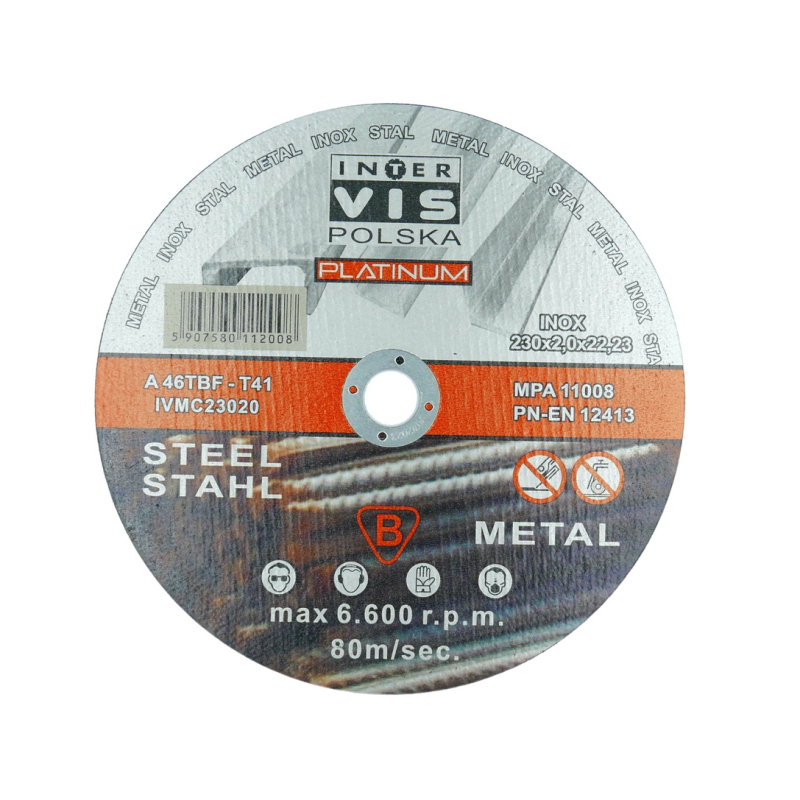 METAL INOX STAL METAL INOX STAL METAL INOX STAL METAL INOX STA
INTER
VIS
POLSKA
PLATINUM
INOX
230x2,0x22,23
5 907580 112008
A 46TBF - T41
IVMC23020
MPA 11008
PN-EN 12413
STEEL
STAHL
B
METAL
max 6.600 r.p.m.
80m/sec.